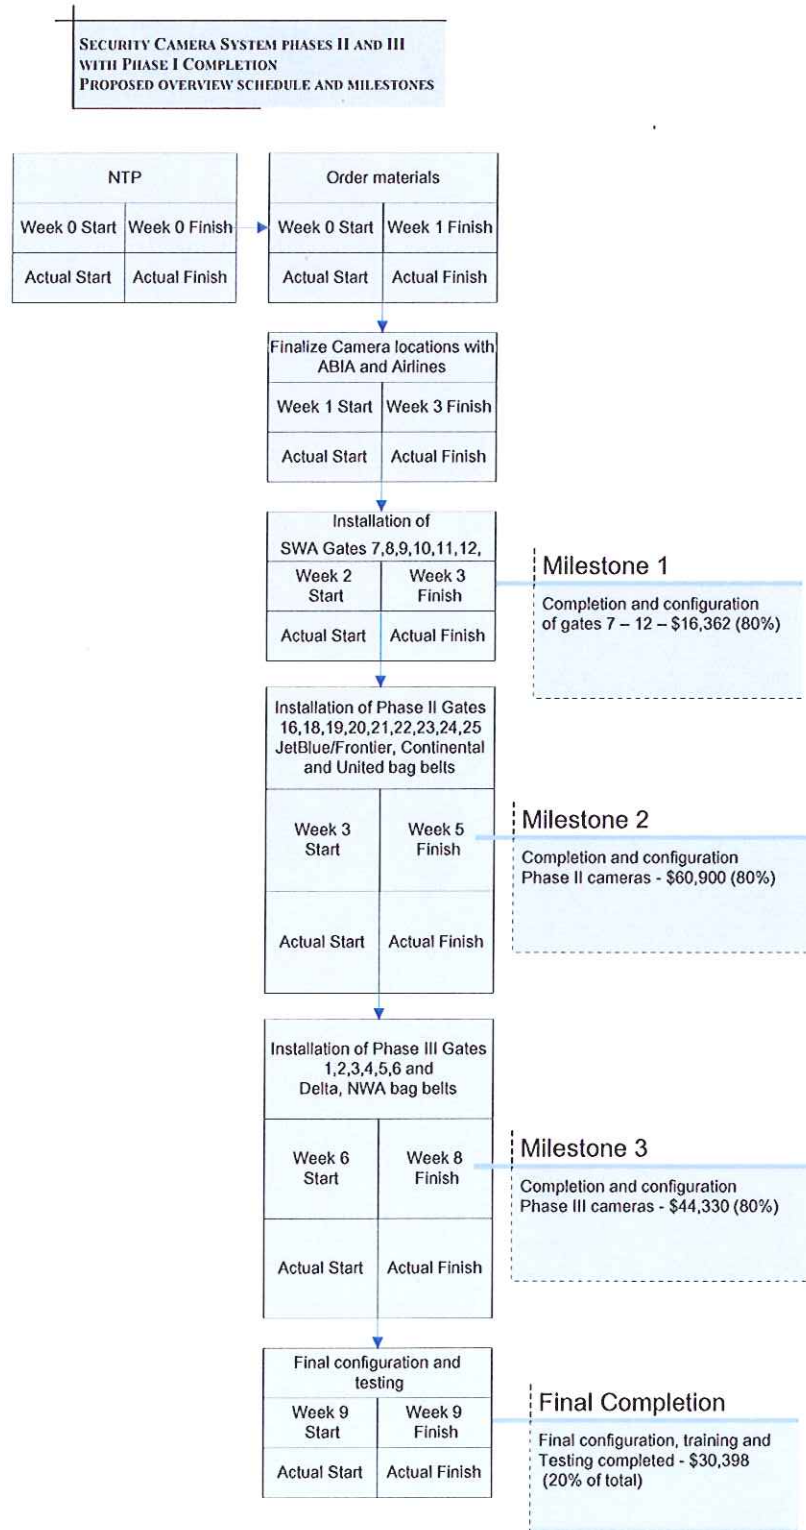 SECURITY CAMERA SYSTEM PHASES II AND III
WITH PHASE I COMPLETION
PROPOSED OVERVIEW SCHEDULE AND MILESTONES
NTP
Week 0 Start
Week 0 Finish
Actual Start
Actual Finish
Order materials
Week 0 Start
Week 1 Finish
Actual Start
Actual Finish
Finalize Camera locations with
ABIA and Airlines
Week 1 Start
Week 3 Finish
Actual Start
Actual Finish
Installation of
SWA Gates 7,8,9,10,11,12,
Week 2
Start
Week 3
Finish
Actual Start
Actual Finish
Milestone 1
Completion and configuration
of gates 7 – 12 – $16,362 (80%)
Installation of Phase II Gates
16,18,19,20,21,22,23,24,25
JetBlue/Frontier, Continental
and United bag belts
Week 3
Start
Week 5
Finish
Actual Start
Actual Finish
Milestone 2
Completion and configuration
Phase II cameras - $60,900 (80%)
Installation of Phase III Gates
1,2,3,4,5,6 and
Delta, NWA bag belts
Week 6
Start
Week 8
Finish
Actual Start
Actual Finish
Milestone 3
Completion and configuration
Phase III cameras - $44,330 (80%)
Final configuration and
testing
Week 9
Start
Week 9
Finish
Actual Start
Actual Finish
Final Completion
Final configuration, training and
Testing completed - $30,398
(20% of total)